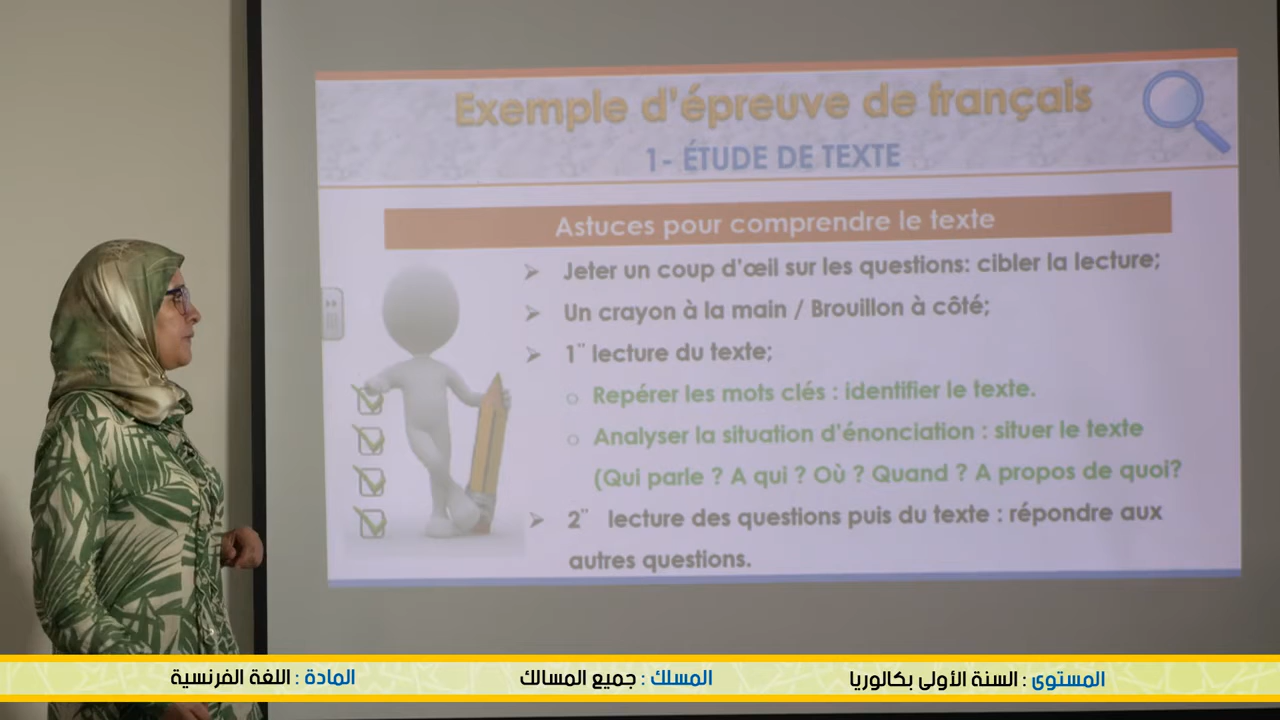 Exemple d'épreuve de français
1- ÉTUDE DE TEXTE
Astuces pour comprendre le texte
➢ Jeter un coup d'œil sur les questions: cibler la lecture;
➢ Un crayon à la main / Brouillon à côté;
➢ 1¨ lecture du texte;
○ Repérer les mots clés : identifier le texte.
○ Analyser la situation d'énonciation : situer le texte
(Qui parle ? A qui ? Où ? Quand ? A propos de quoi?
➢ 2¨ lecture des questions puis du texte : répondre aux
autres questions.
المستوى : السنة الأولى بكالوريا المسلك : جميع المسالك المادة : اللغة الفرنسية